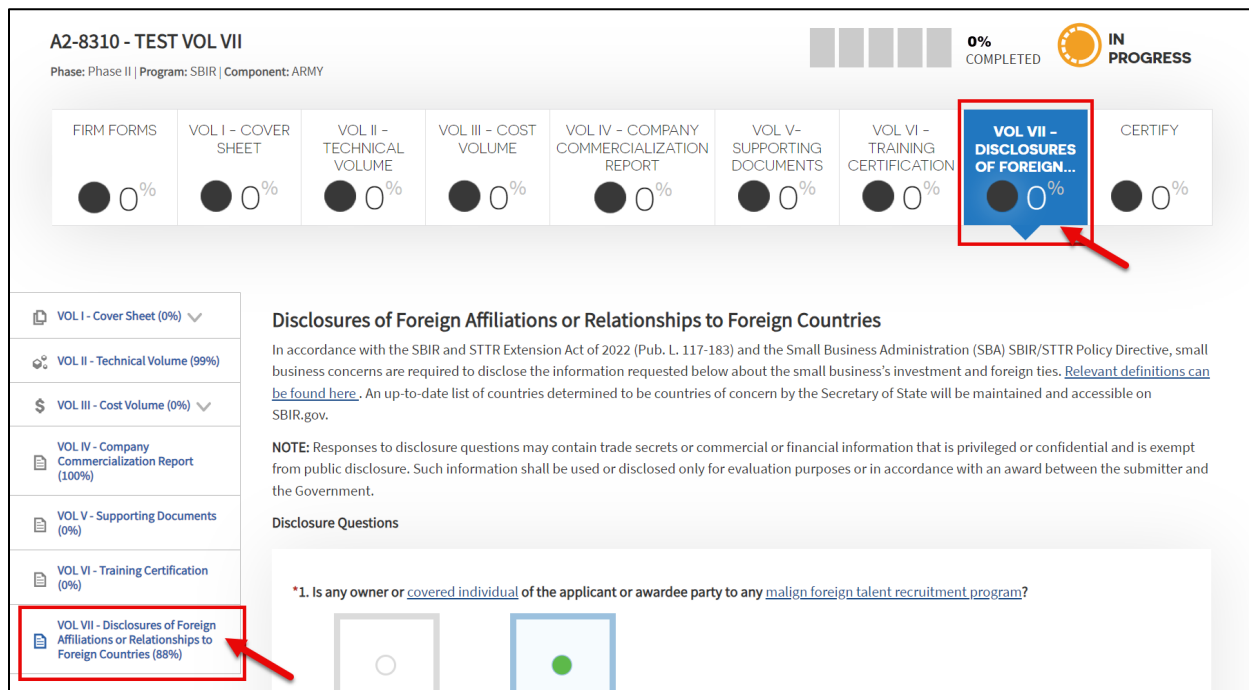 A2-8310 - TEST VOL VII
Phase: Phase II | Program: SBIR | Component: ARMY
0%
COMPLETED
IN
PROGRESS
FIRM FORMS
0%
VOL I - COVER
SHEET
0%
VOL II -
TECHNICAL
VOLUME
0%
VOL III - COST
VOLUME
0%
VOL IV - COMPANY
COMMERCIALIZATION
REPORT
0%
VOL V-
SUPPORTING
DOCUMENTS
0%
VOL VI -
TRAINING
CERTIFICATION
0%
VOL VII -
DISCLOSURES
OF FOREIGN...
0%
CERTIFY
0%
VOL I - Cover Sheet (0%)
VOL II - Technical Volume (99%)
VOL III - Cost Volume (0%)
VOL IV - Company
Commercialization Report
(100%)
VOL V - Supporting Documents
(0%)
VOL VI - Training Certification
(0%)
VOL VII - Disclosures of Foreign
Affiliations or Relationships to
Foreign Countries (88%)
Disclosures of Foreign Affiliations or Relationships to Foreign Countries
In accordance with the SBIR and STTR Extension Act of 2022 (Pub. L. 117-183) and the Small Business Administration (SBA) SBIR/STTR Policy Directive, small
business concerns are required to disclose the information requested below about the small business's investment and foreign ties. Relevant definitions can
be found here . An up-to-date list of countries determined to be countries of concern by the Secretary of State will be maintained and accessible on
SBIR.gov.
NOTE: Responses to disclosure questions may contain trade secrets or commercial or financial information that is privileged or confidential and is exempt
from public disclosure. Such information shall be used or disclosed only for evaluation purposes or in accordance with an award between the submitter and
the Government.
Disclosure Questions
*1. Is any owner or covered individual of the applicant or awardee party to any malign foreign talent recruitment program?